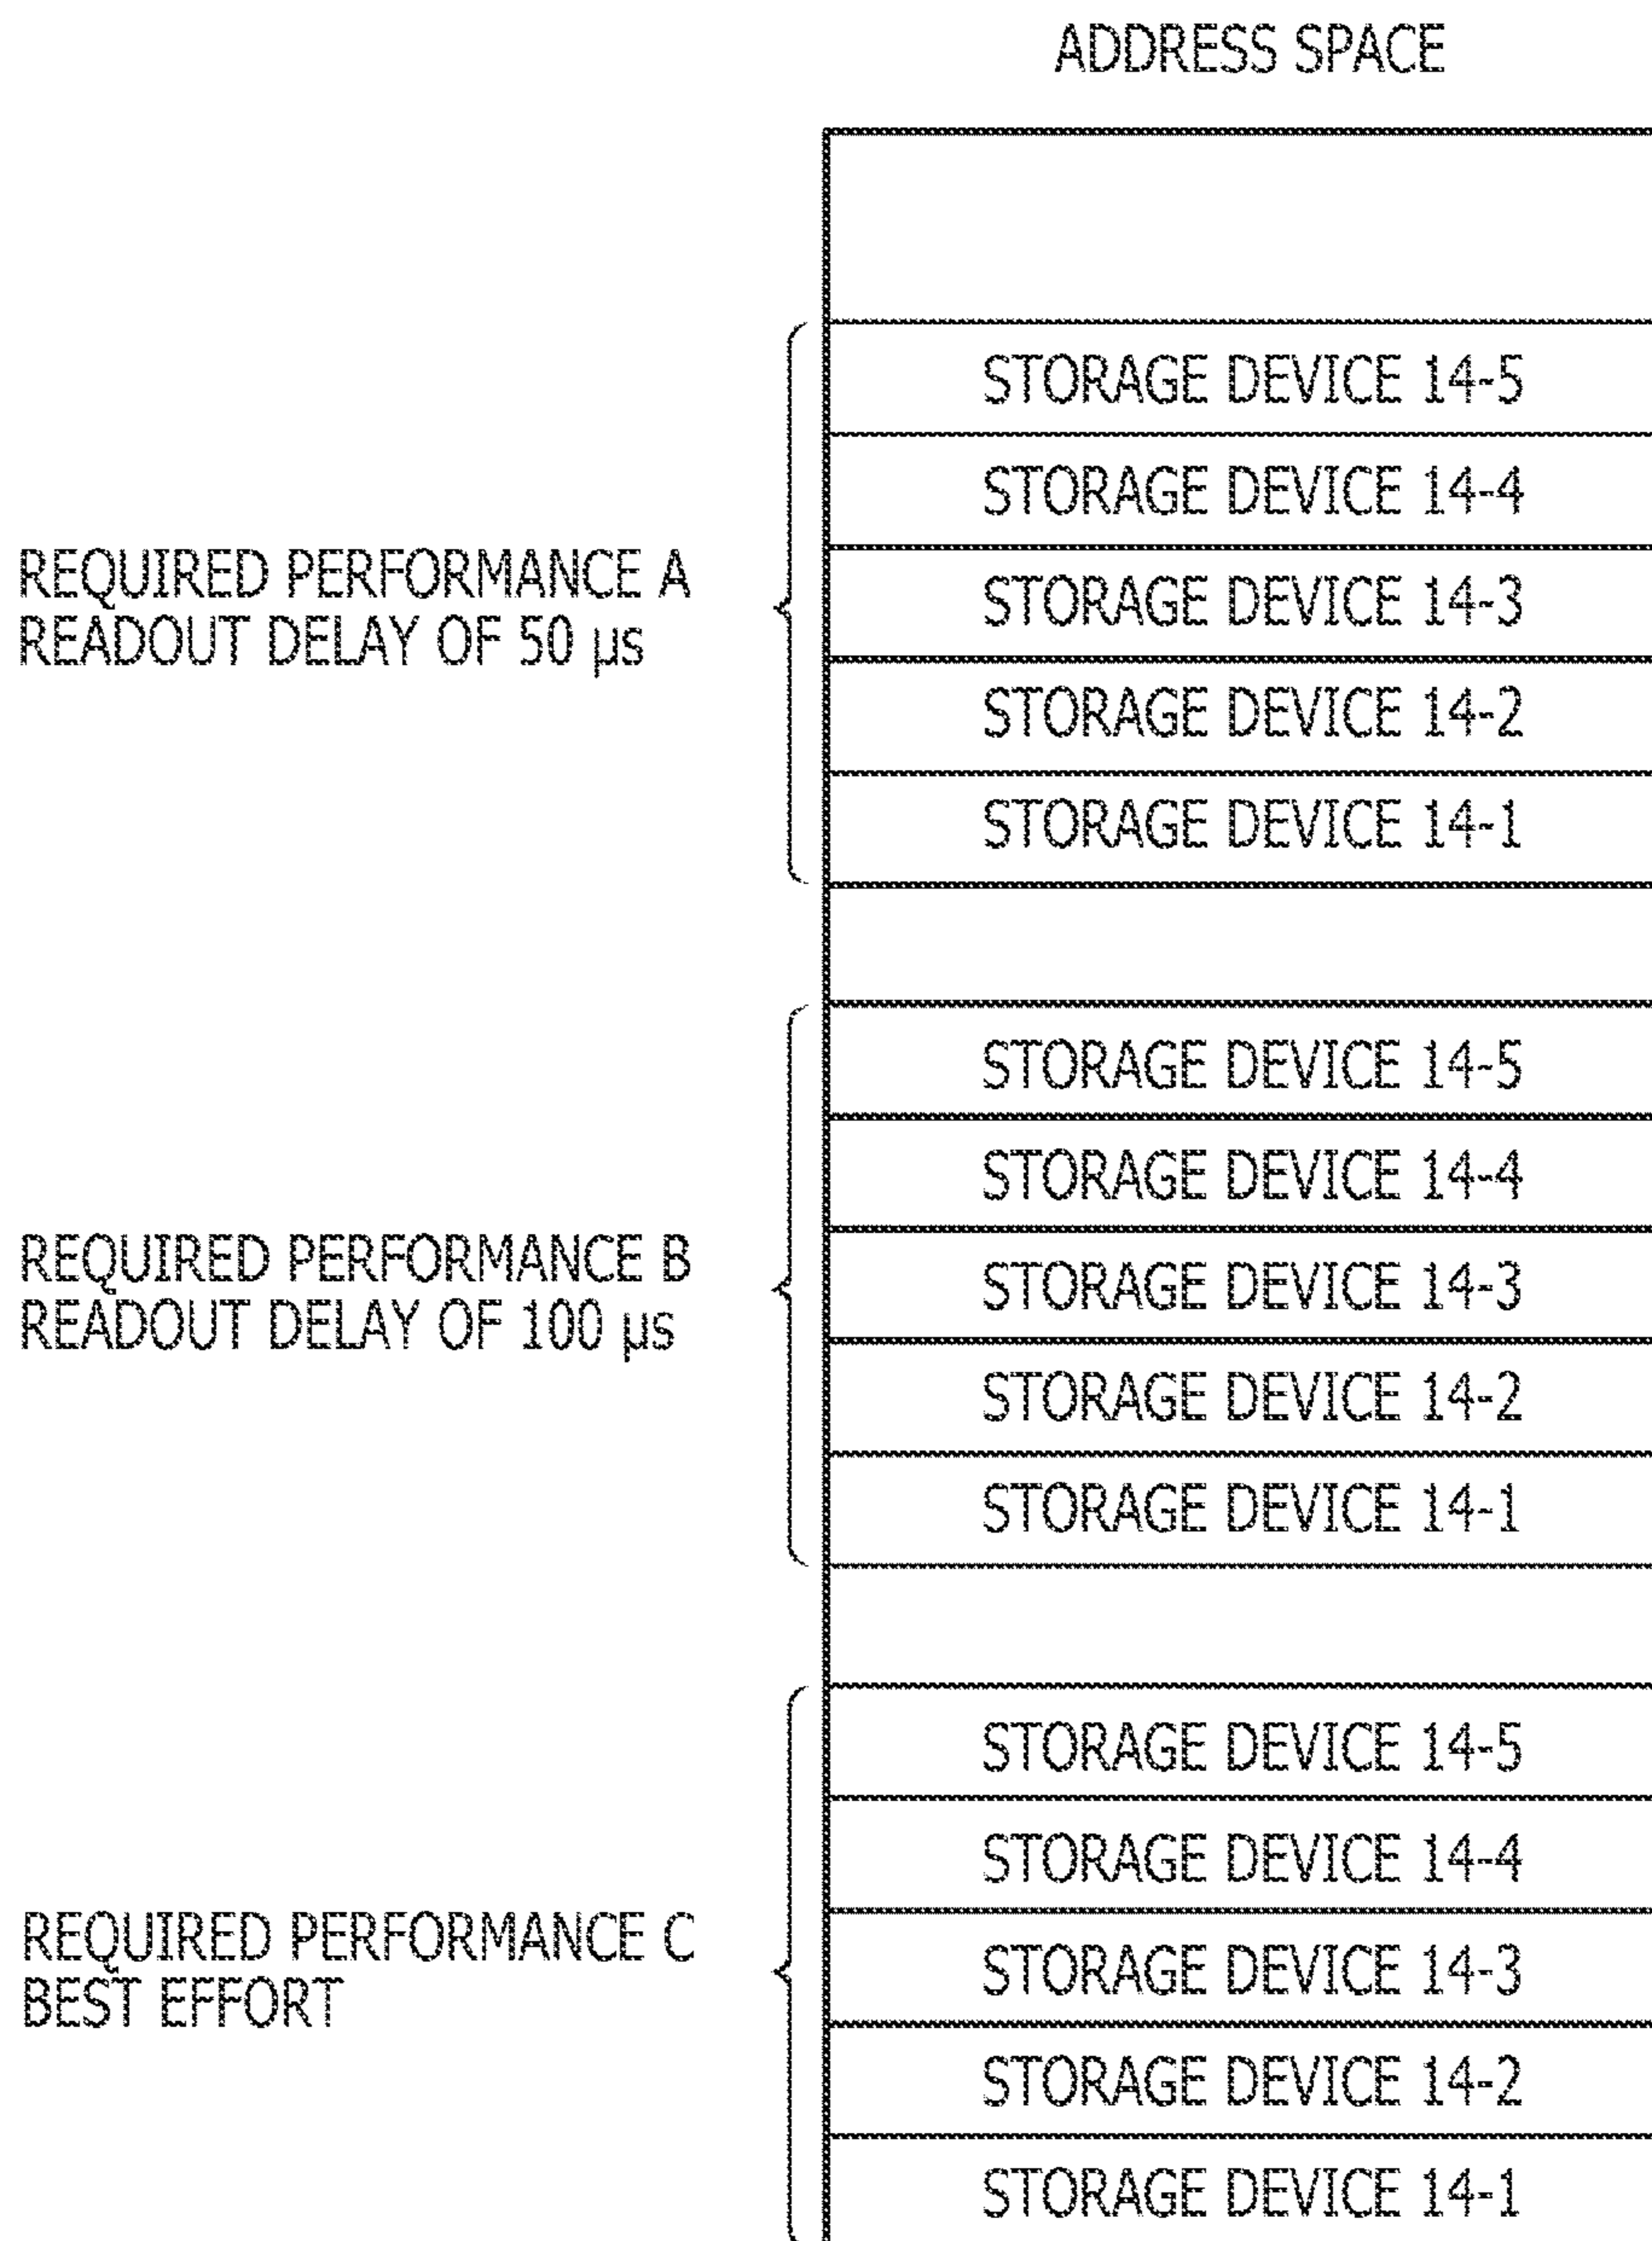 ADDRESS SPACE
REQUIRED PERFORMANCE A
READOUT DELAY OF 50 μs
STORAGE DEVICE 14-5
STORAGE DEVICE 14-4
STORAGE DEVICE 14-3
STORAGE DEVICE 14-2
STORAGE DEVICE 14-1
REQUIRED PERFORMANCE B
READOUT DELAY OF 100 μs
STORAGE DEVICE 14-5
STORAGE DEVICE 14-4
STORAGE DEVICE 14-3
STORAGE DEVICE 14-2
STORAGE DEVICE 14-1
REQUIRED PERFORMANCE C
BEST EFFORT
STORAGE DEVICE 14-5
STORAGE DEVICE 14-4
STORAGE DEVICE 14-3
STORAGE DEVICE 14-2
STORAGE DEVICE 14-1